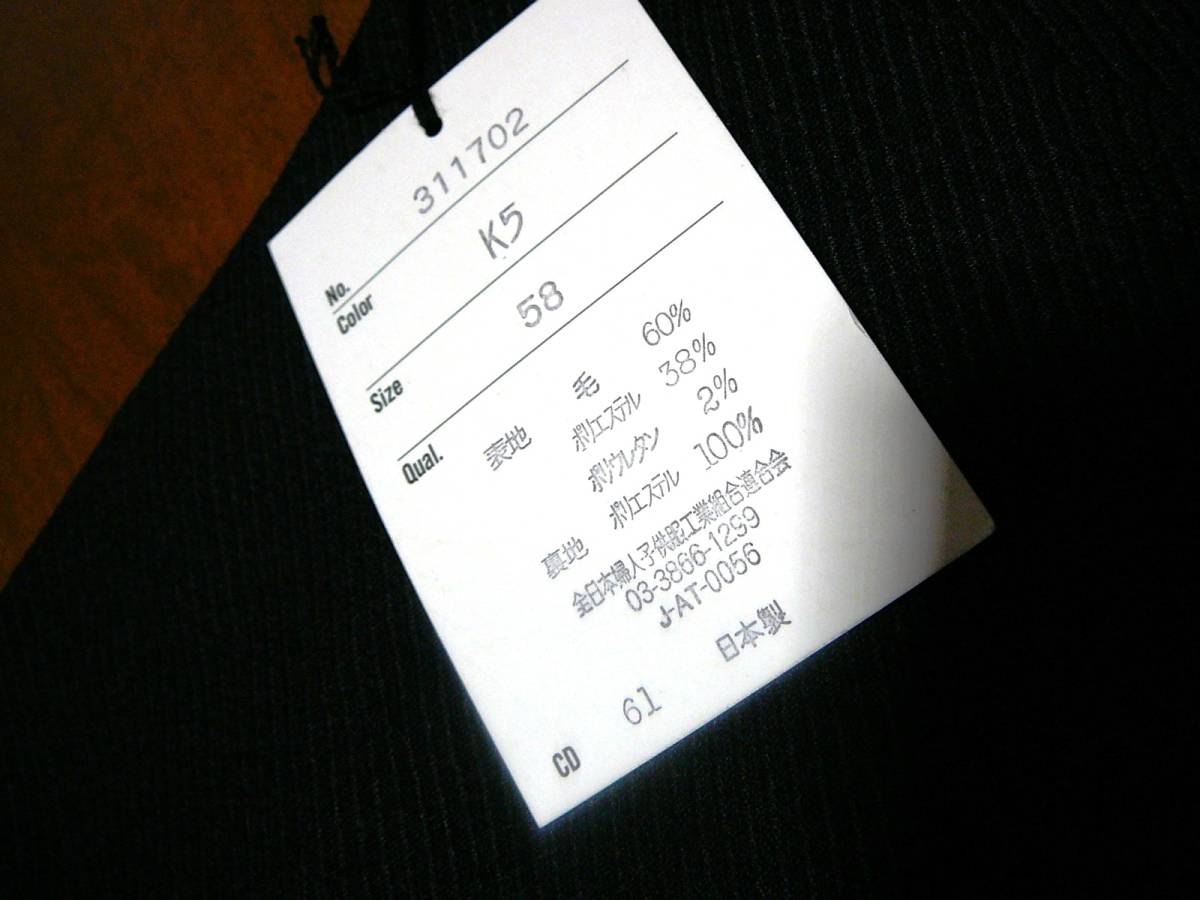 No. 311702
Color K5
Size 58
Qual. 表地 毛 60%
ポリエステル 38%
ポリウレタン 2%
裏地 ポリエステル 100%
全日本婦人子供服工業組合連合会
03-3866-1299
J-AT-0056
日本製
CD 61